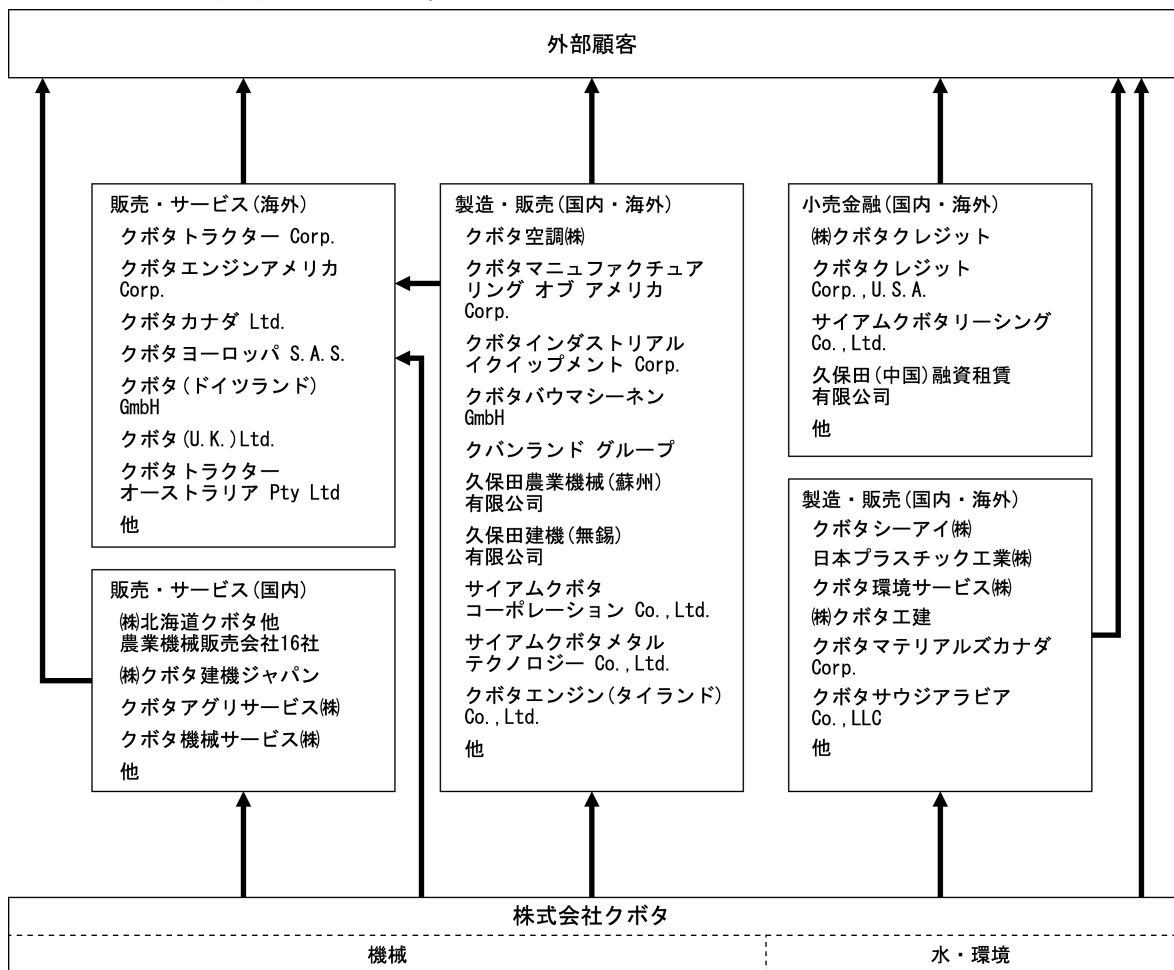 外部顧客
販売・サービス(海外)
クボタトラクター Corp.
クボタエンジンアメリカ
Corp.
クボタカナダ Ltd.
クボタヨーロッパ S.A.S.
クボタ(ドイツランド)
GmbH
クボタ(U.K.)Ltd.
クボタトラクター
オーストラリア Pty Ltd
他
販売・サービス(国内)
㈱北海道クボタ他
農業機械販売会社16社
㈱クボタ建機ジャパン
クボタアグリサービス㈱
クボタ機械サービス㈱
他
製造・販売(国内・海外)
クボタ空調㈱
クボタマニュファクチュア
リング オブ アメリカ
Corp.
クボタインダストリアル
イクイップメント Corp.
クボタバウマシーネン
GmbH
クバンランド グループ
久保田農業機械(蘇州)
有限公司
久保田建機(無錫)
有限公司
サイアムクボタ
コーポレーション Co.,Ltd.
サイアムクボタメタル
テクノロジー Co.,Ltd.
クボタエンジン(タイランド)
Co.,Ltd.
他
小売金融(国内・海外)
㈱クボタクレジット
クボタクレジット
Corp.,U.S.A.
サイアムクボタリーシング
Co.,Ltd.
久保田(中国)融資租賃
有限公司
他
製造・販売(国内・海外)
クボタシーアイ㈱
日本プラスチック工業㈱
クボタ環境サービス㈱
㈱クボタ工建
クボタマテリアルズカナダ
Corp.
クボタサウジアラビア
Co.,LLC
他
株式会社クボタ
機械
水・環境